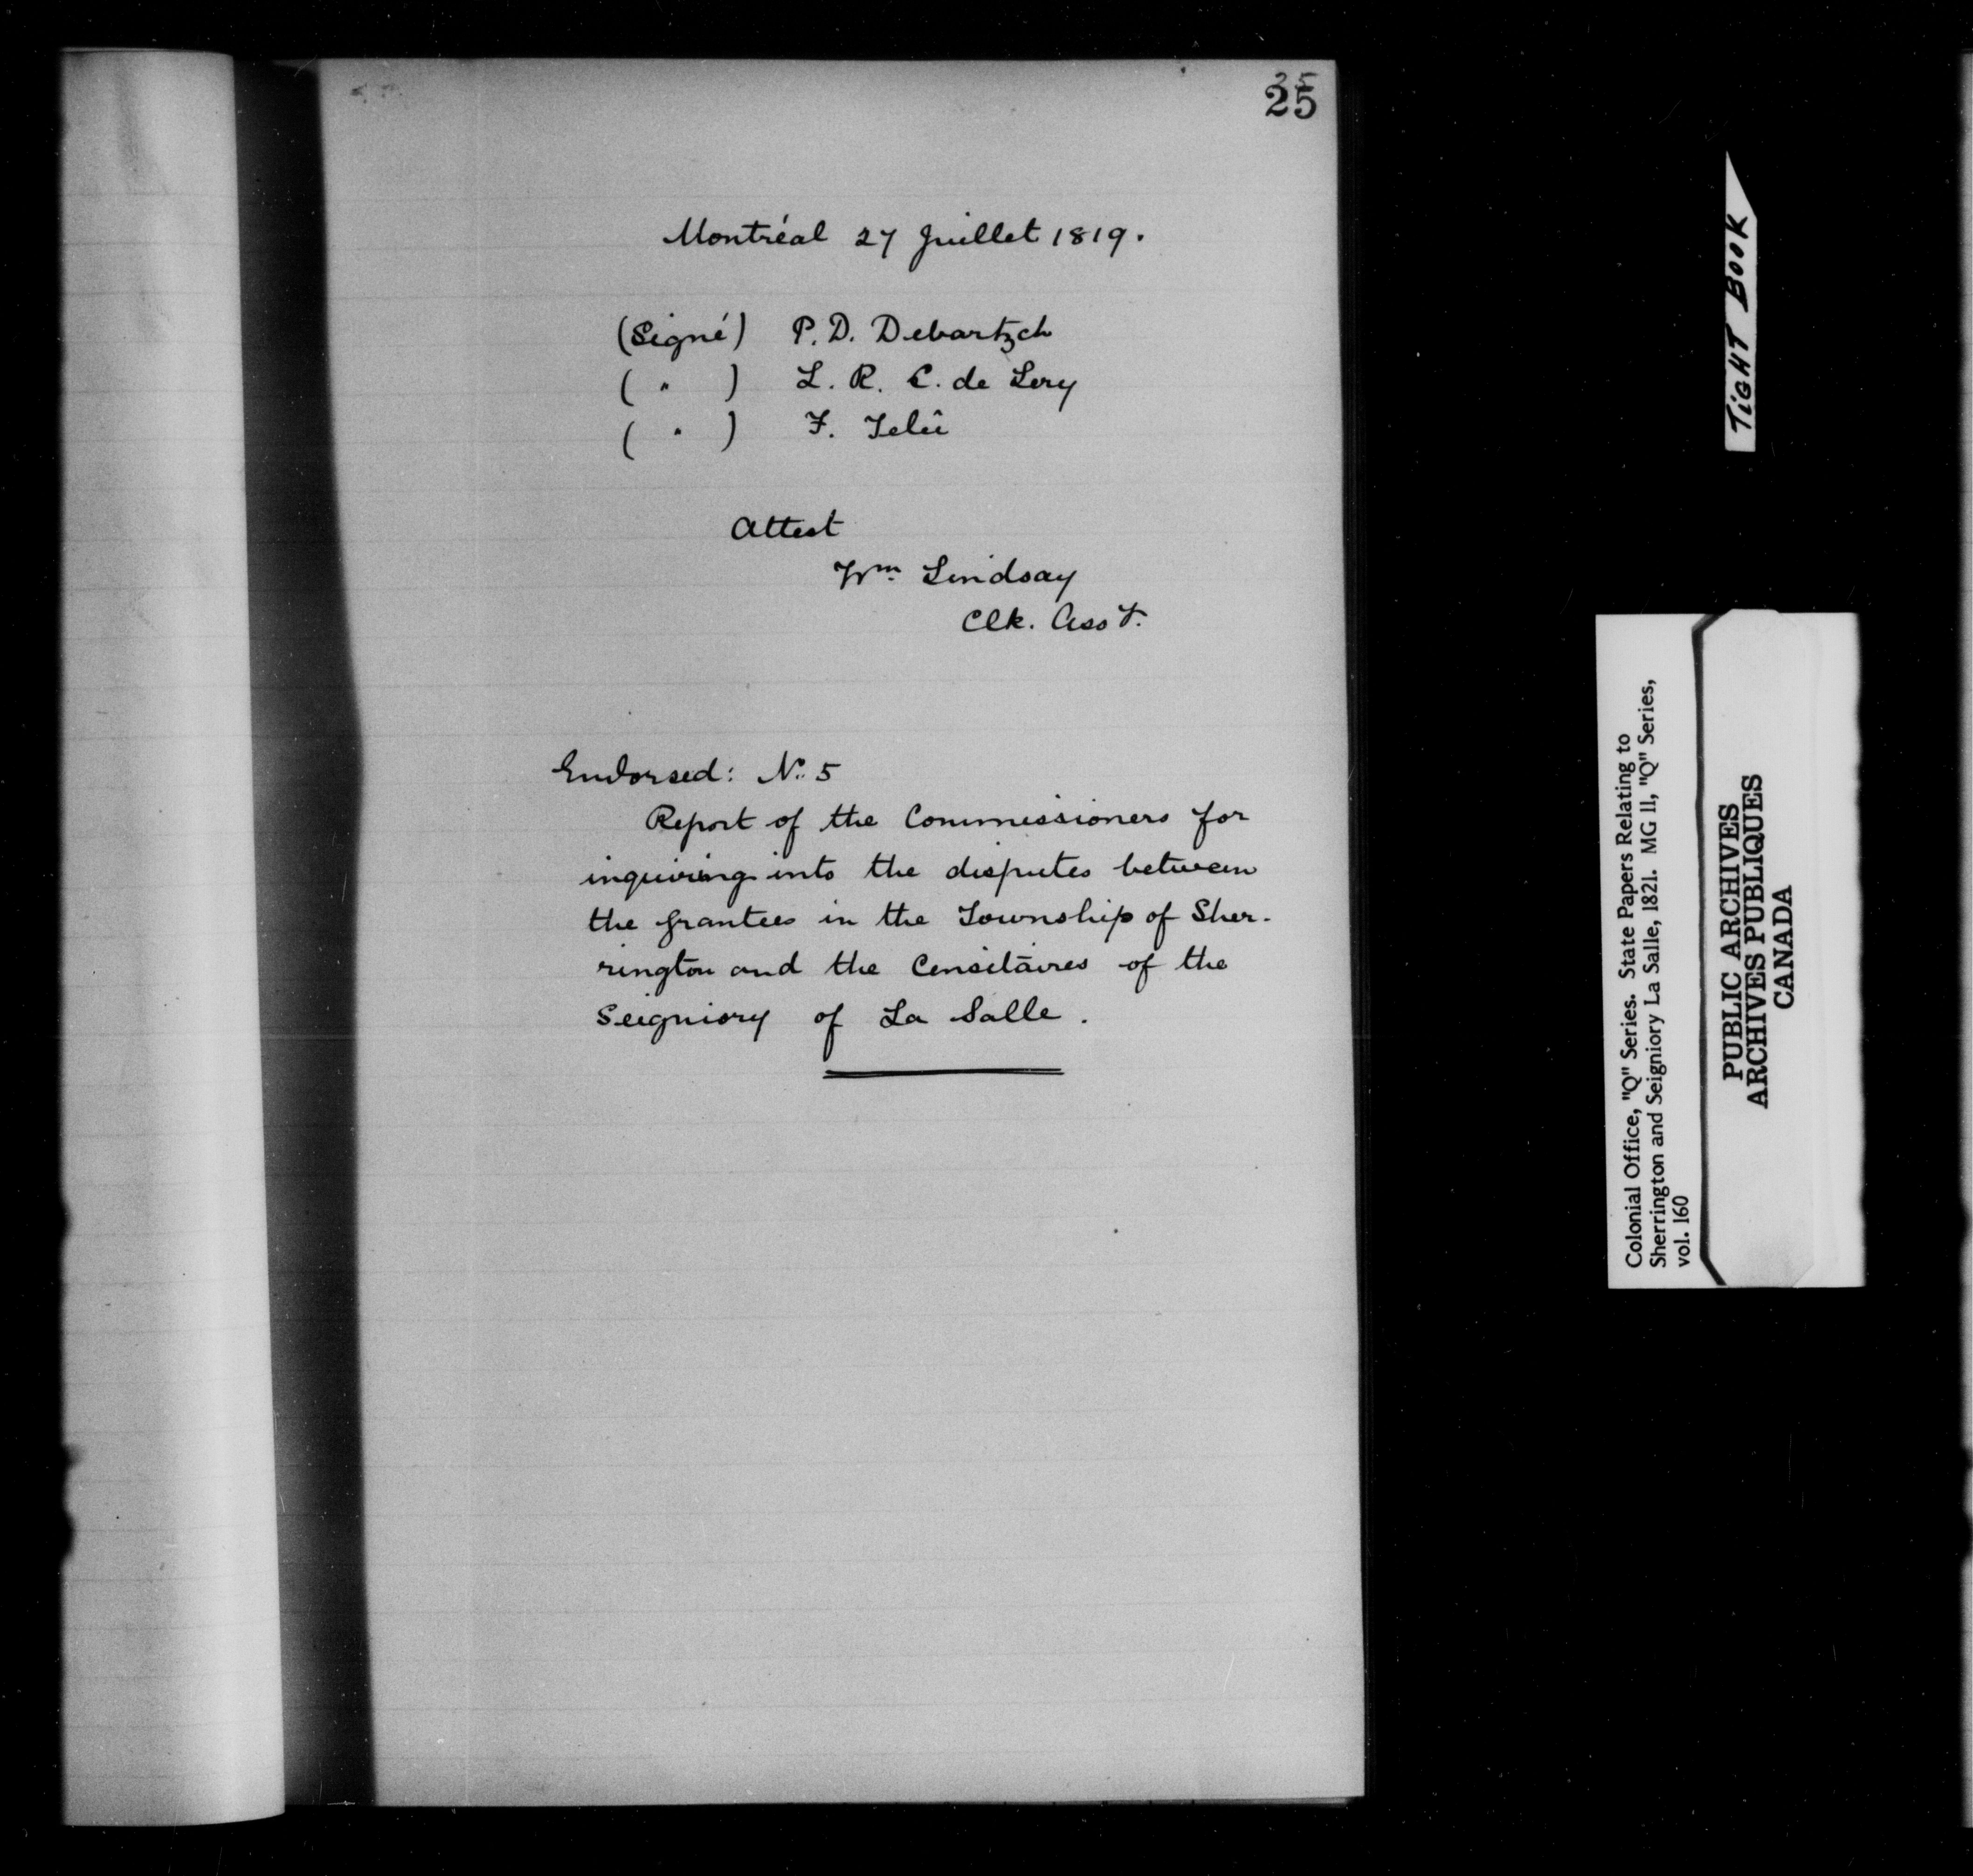 25
25
Montréal 27 Juillet 1819.
(Signé) P. D. Debartzch
( " ) L. R. C. de Lery
( " ) F. Têtû
Attest
Wm. Lindsay
Clk. Ass't.
Endorsed: No. 5
Report of the Commissioners for
inquiring into the disputes between
the grantees in the Township of Sher-
rington and the Censitaires of the
Seigniory of La Salle.
TIGHT BOOK
Colonial Office, "Q" Series. State Papers Relating to
Sherrington and Seigniory La Salle, 1821. MG 11, "Q" Series,
vol. 160
PUBLIC ARCHIVES
ARCHIVES PUBLIQUES
CANADA